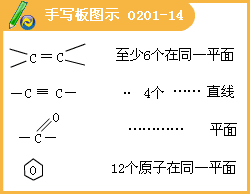 手写板图示 0201-14
C=C 至少6个在同一平面
-C≡C- ‥ 4个 …… 直线
O
-C- ………… 平面
O 12个原子在同一平面